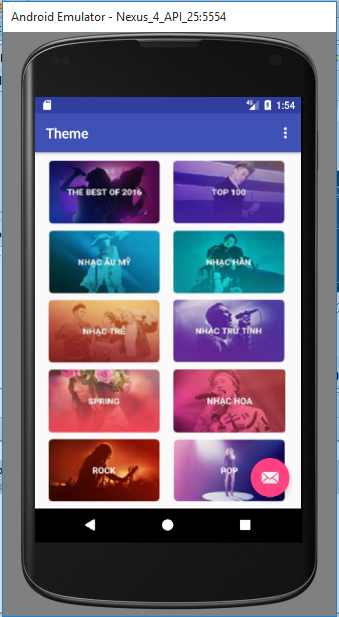 Android Emulator - Nexus_4_API_25:5554
4G 1:54
Theme
THE BEST OF 2016
TOP 100
NHẠC ÂU MỸ
NHẠC HÀN
NHẠC TRẺ
NHẠC TRỮ TÌNH
SPRING
NHẠC HOA
ROCK
POP